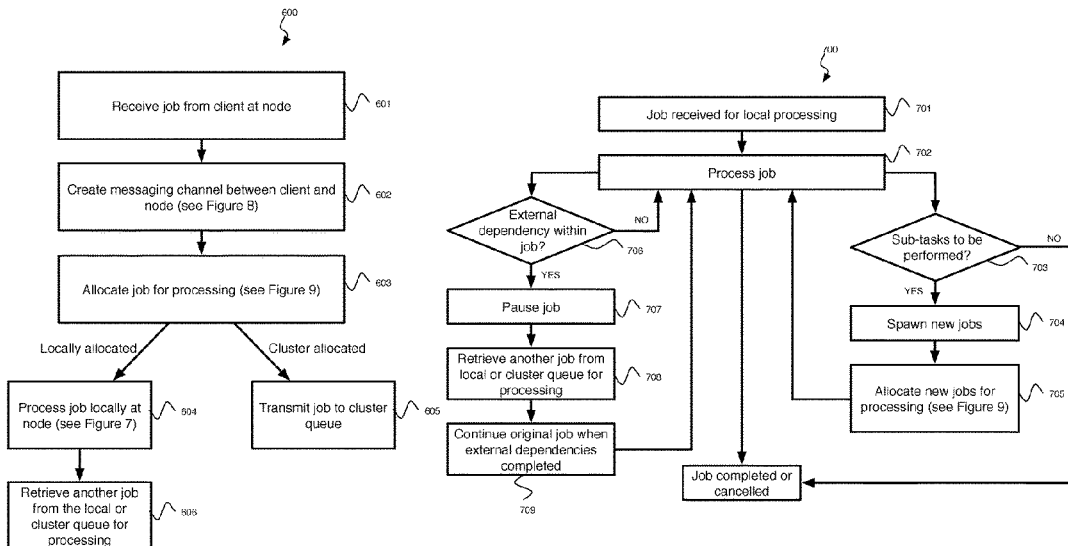 600
Receive job from client at node
601
Create messaging channel between client and
node (see Figure 8)
602
Allocate job for processing (see Figure 9)
603
Locally allocated
Cluster allocated
Process job locally at
node (see Figure 7)
604
Transmit job to cluster
queue
605
Retrieve another job
from the local or
cluster queue for
processing
606
700
Job received for local processing
701
Process job
702
External
dependency within
job?
706
NO
YES
Pause job
707
Retrieve another job from
local or cluster queue for
processing
708
Continue original job when
external dependencies
completed
709
Sub-tasks to be
performed?
703
NO
YES
Spawn new jobs
704
Allocate new jobs for
processing (see Figure 9)
705
Job completed or
cancelled